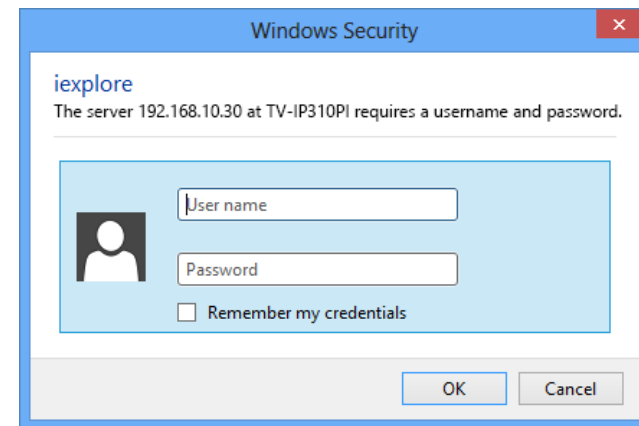 Windows Security
iexplore
The server 192.168.10.30 at TV-IP310PI requires a username and password.
User name
Password
Remember my credentials
OK
Cancel